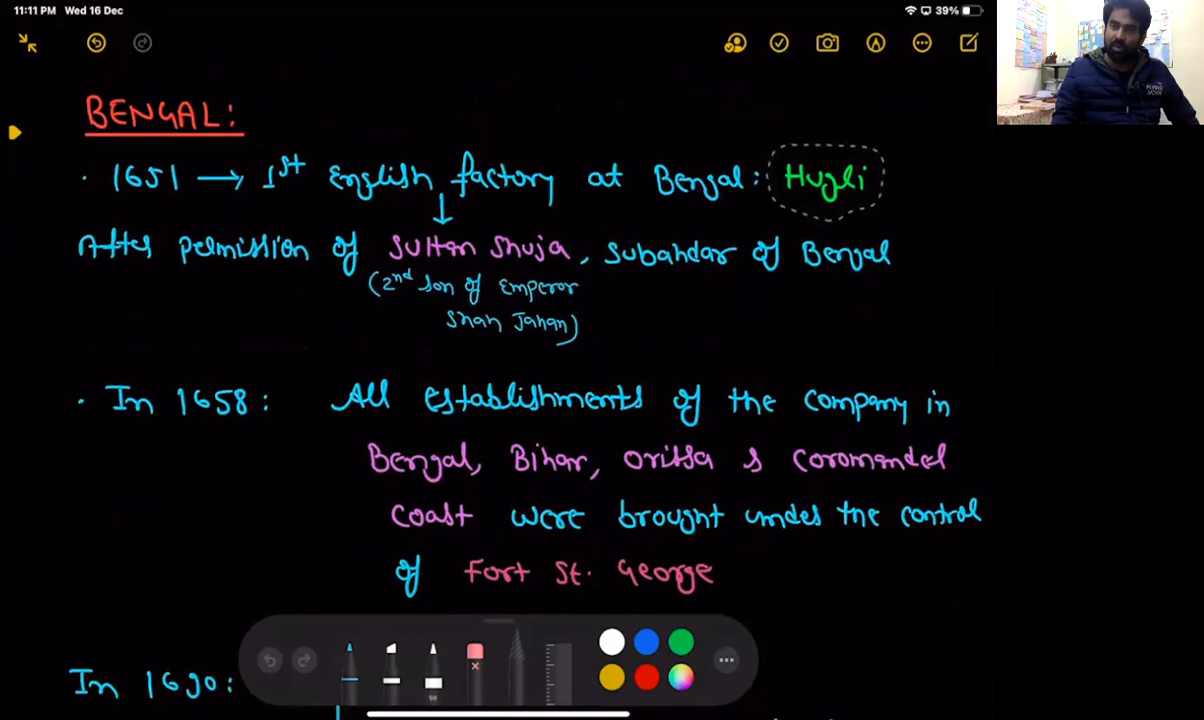 11:11 PM Wed 16 Dec
39%
BENGAL:
· 1651 → 1st English factory at Bengal: Hugli
After permission of Sultan Shuja, Subahdar of Bengal
(2nd son of Emperor
Shah Jahan)
· In 1658: All establishments of the company in
Bengal, Bihar, Orissa & Coromandel
Coast were brought under the control
of Fort St. George
In 1690: